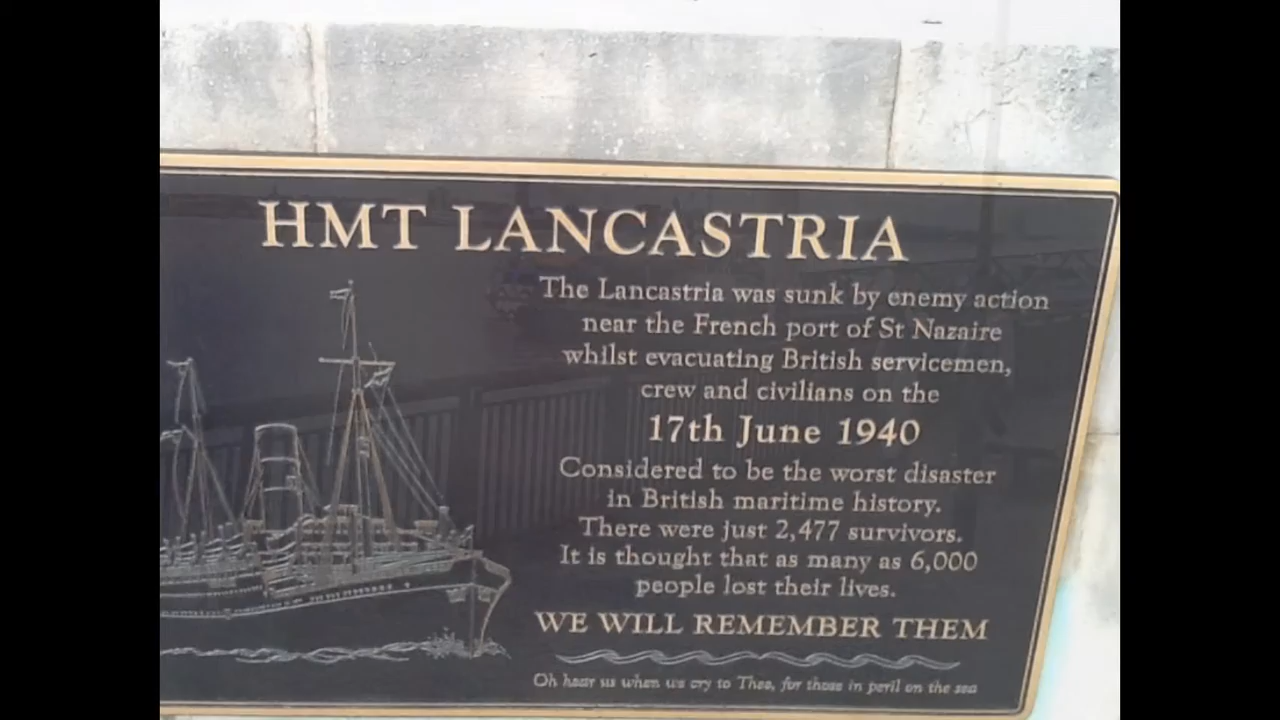 HMT LANCASTRIA
The Lancastria was sunk by enemy action
near the French port of St Nazaire
whilst evacuating British servicemen,
crew and civilians on the
17th June 1940
Considered to be the worst disaster
in British maritime history.
There were just 2,477 survivors.
It is thought that as many as 6,000
people lost their lives.
WE WILL REMEMBER THEM
Oh hear us when we cry to Thee, for those in peril on the sea